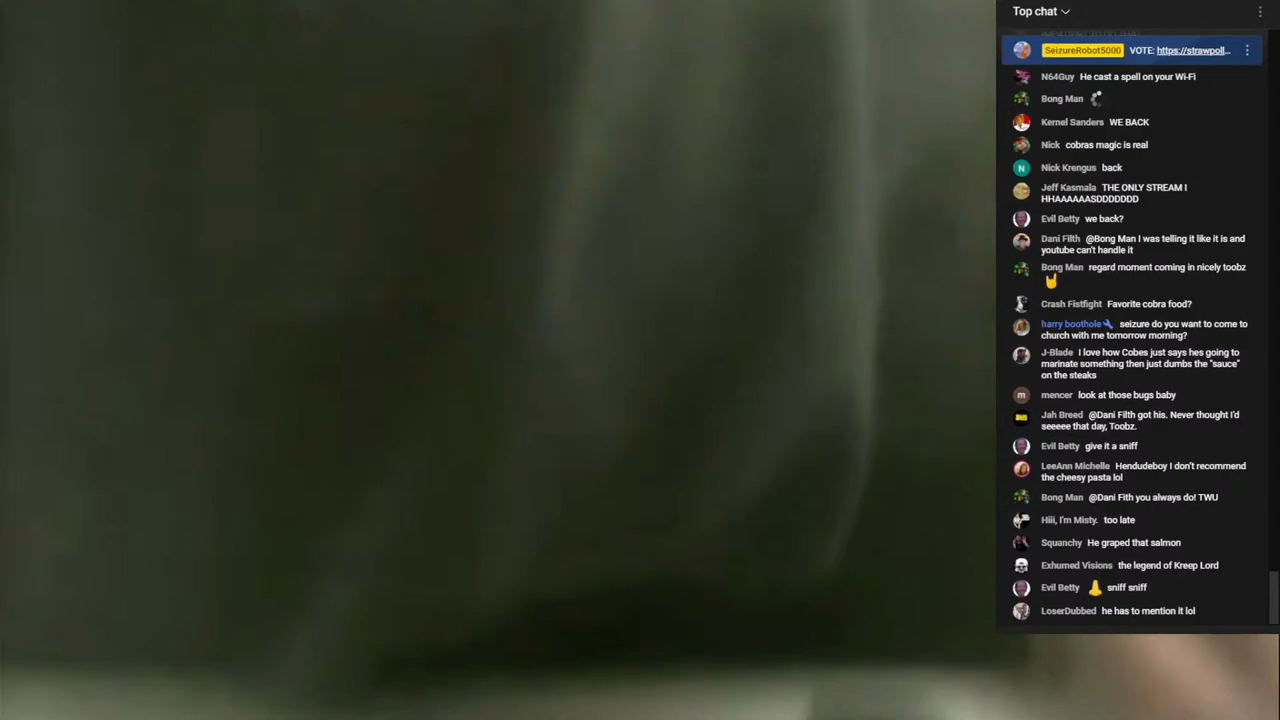 Top chat
SeizureRobot5000 VOTE: https://strawpoll...
N64Guy He cast a spell on your Wi-Fi
Bong Man
Kernel Sanders WE BACK
Nick cobras magic is real
N Nick Krengus back
Jeff Kasmala THE ONLY STREAM I
HHAAAAAASDDDDDDD
Evil Betty we back?
Dani Filth @Bong Man I was telling it like it is and
youtube can't handle it
Bong Man regard moment coming in nicely toobz
Crash Fistfight Favorite cobra food?
harry boothole seizure do you want to come to
church with me tomorrow morning?
J-Blade I love how Cobes just says hes going to
marinate something then just dumbs the "sauce"
on the steaks
m mencer look at those bugs baby
Jah Breed @Dani Filth got his. Never thought I'd
seeeee that day, Toobz.
Evil Betty give it a sniff
LeeAnn Michelle Hendudeboy I don't recommend
the cheesy pasta lol
Bong Man @Dani Fith you always do! TWU
Hiii, I'm Misty. too late
Squanchy He graped that salmon
Exhumed Visions the legend of Kreep Lord
Evil Betty sniff sniff
LoserDubbed he has to mention it lol